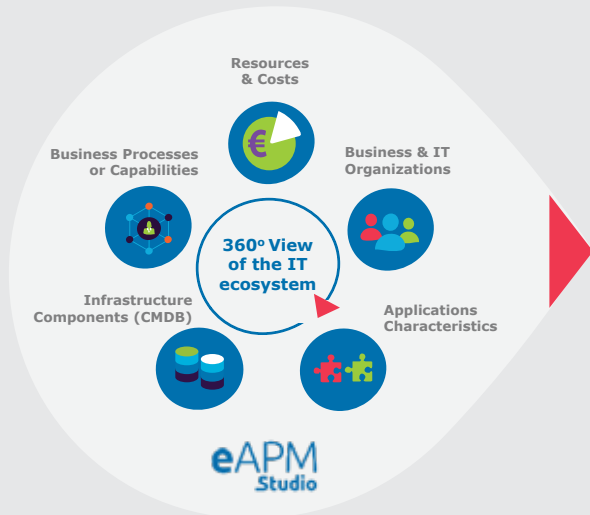 Resources
& Costs
€
Business Processes
or Capabilities
Business & IT
Organizations
360º View
of the IT
ecosystem
Infrastructure
Components (CMDB)
Applications
Characteristics
eAPM
Studio